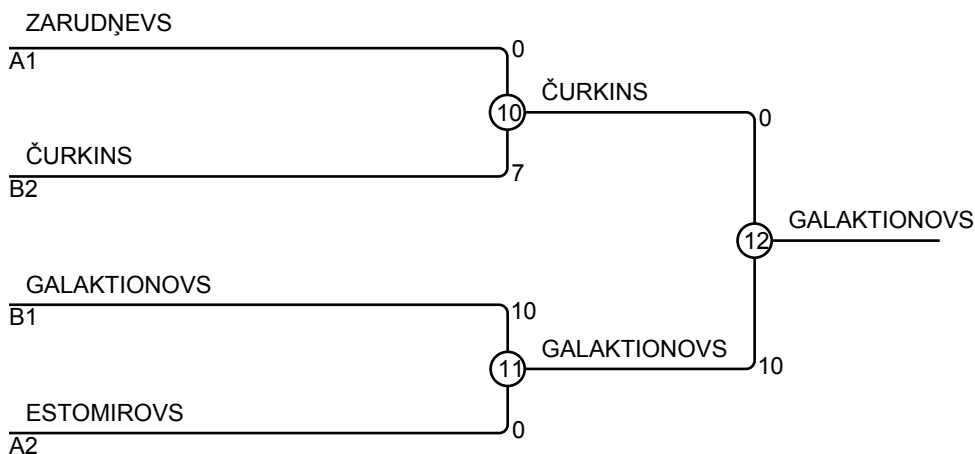 ZARUDŅEVS
A1
0
10
ČURKINS
0
ČURKINS
B2
7
12
GALAKTIONOVS
GALAKTIONOVS
B1
10
11
GALAKTIONOVS
10
ESTOMIROVS
A2
0